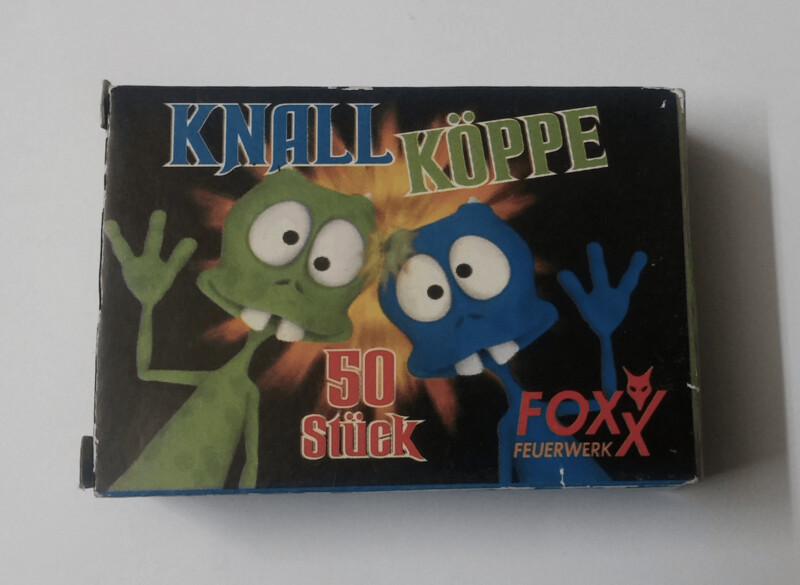 KNALL KÖPPE
50
Stück
FOXX
FEUERWERK